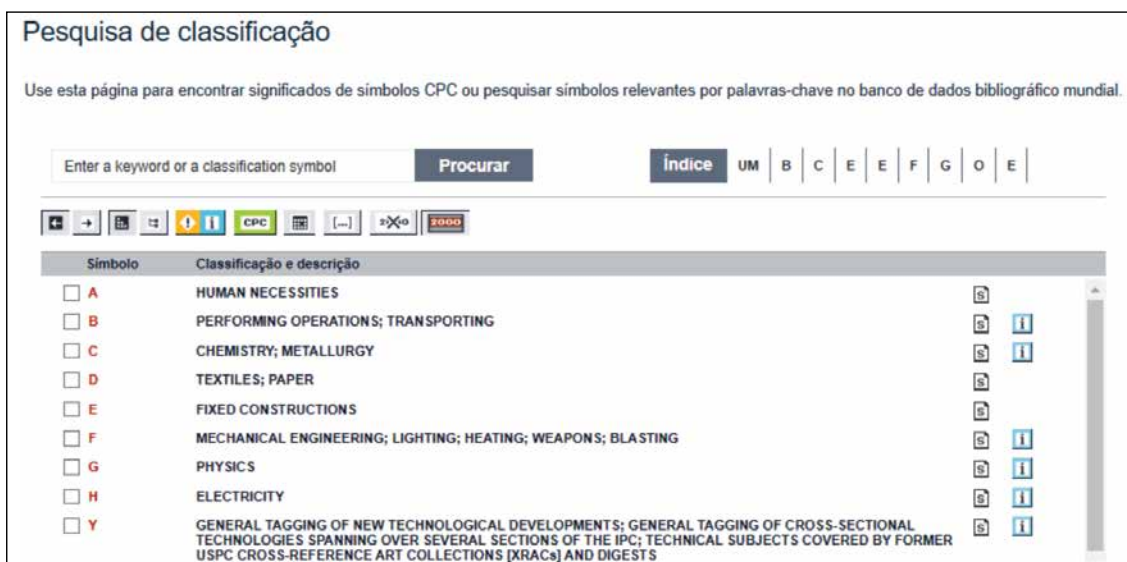 Pesquisa de classificação
Use esta página para encontrar significados de símbolos CPC ou pesquisar símbolos relevantes por palavras-chave no banco de dados bibliográfico mundial.
Enter a keyword or a classification symbol Procurar Índice UM B C E E F G O E
CPC [...] 2000
Símbolo Classificação e descrição
A HUMAN NECESSITIES S
B PERFORMING OPERATIONS; TRANSPORTING S i
C CHEMISTRY; METALLURGY S i
D TEXTILES; PAPER S
E FIXED CONSTRUCTIONS S
F MECHANICAL ENGINEERING; LIGHTING; HEATING; WEAPONS; BLASTING S i
G PHYSICS S i
H ELECTRICITY S i
Y GENERAL TAGGING OF NEW TECHNOLOGICAL DEVELOPMENTS; GENERAL TAGGING OF CROSS-SECTIONAL S i
TECHNOLOGIES SPANNING OVER SEVERAL SECTIONS OF THE IPC; TECHNICAL SUBJECTS COVERED BY FORMER
USPC CROSS-REFERENCE ART COLLECTIONS [XRACs] AND DIGESTS